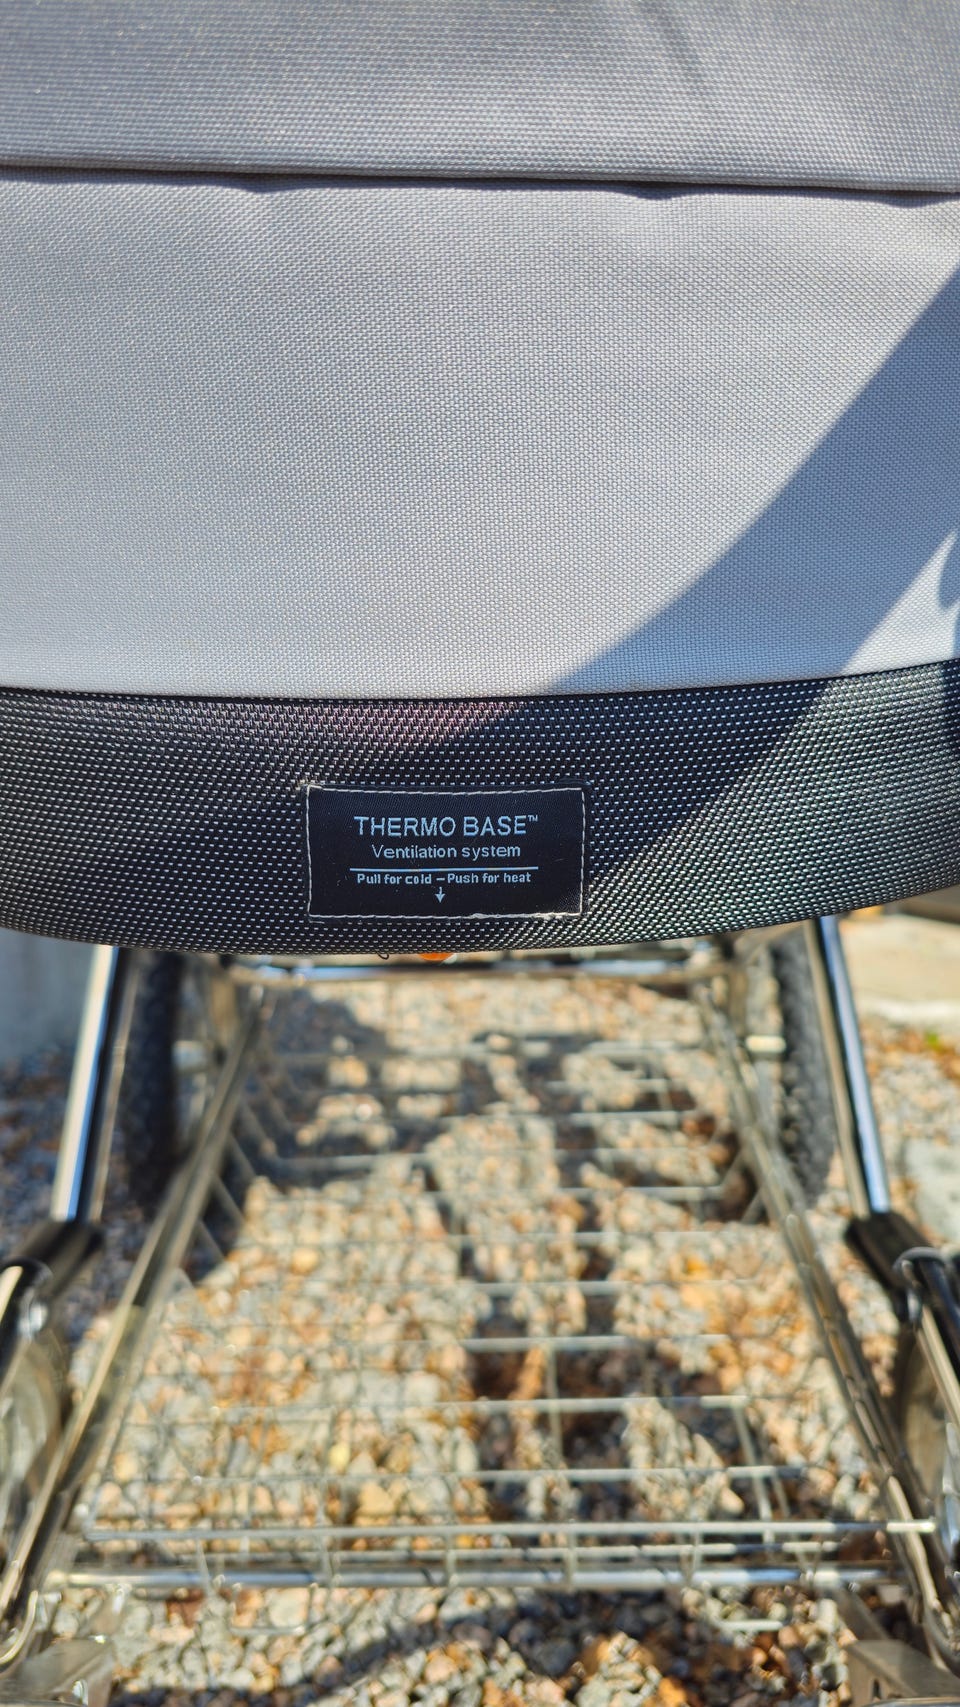 THERMO BASE™
Ventilation system
Pull for cold – Push for heat